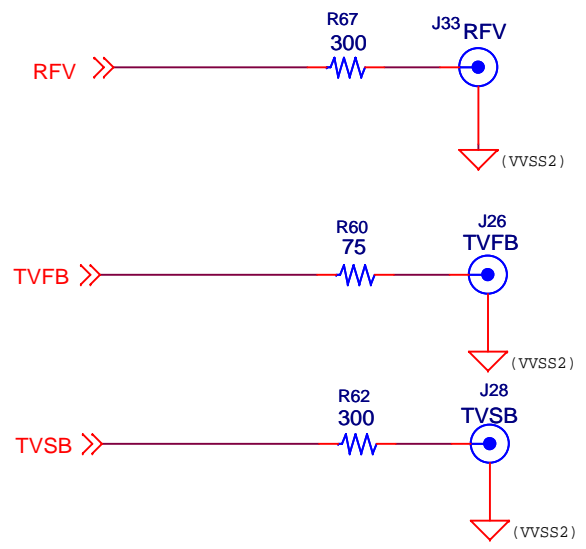 R67
300
J33
RFV
RFV
(VVSS2)
R60
75
J26
TVFB
TVFB
(VVSS2)
R62
300
J28
TVSB
TVSB
(VVSS2)